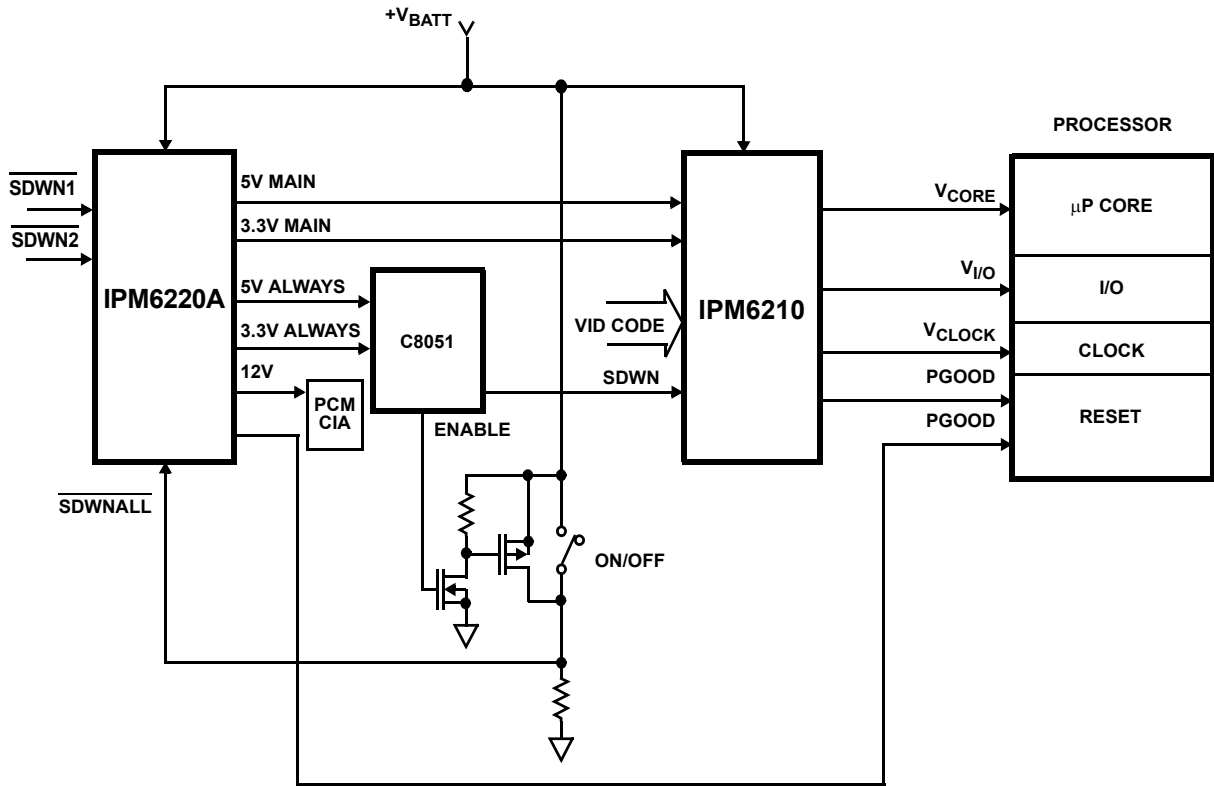 +VBATT
PROCESSOR
SDWN1
SDWN2
IPM6220A
5V MAIN
3.3V MAIN
5V ALWAYS
3.3V ALWAYS
12V
PCM
CIA
C8051
ENABLE
SDWN
VID CODE
IPM6210
VCORE
VI/O
VCLOCK
PGOOD
PGOOD
μP CORE
I/O
CLOCK
RESET
SDWNALL
ON/OFF